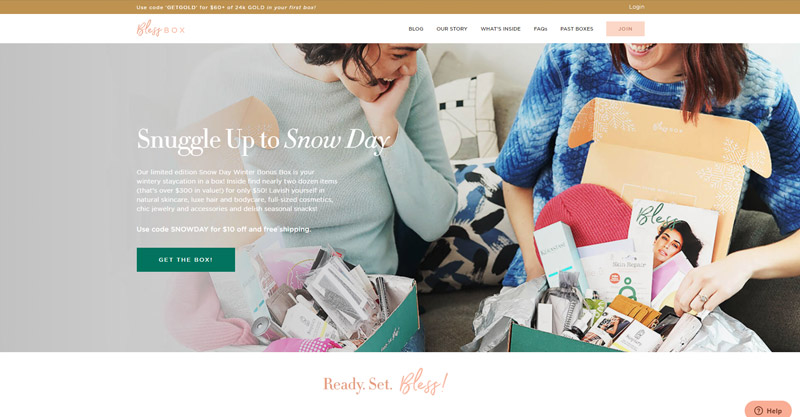 Use code 'GETGOLD' for $60+ of 24k GOLD in your first box!
Login
Bless BOX
BLOG OUR STORY WHAT'S INSIDE FAQs PAST BOXES JOIN
Snuggle Up to Snow Day
Our limited edition Snow Day Winter Bonus Box is your
wintery staycation in a box! Inside find nearly two dozen items
(that's over $300 in value!) for only $50! Lavish yourself in
natural skincare, luxe hair and bodycare, full-sized cosmetics,
chic jewelry and accessories and delish seasonal snacks!
Use code SNOWDAY for $10 off and free shipping.
GET THE BOX!
Bless
Skin Repair
Ready. Set. Bless!
Help